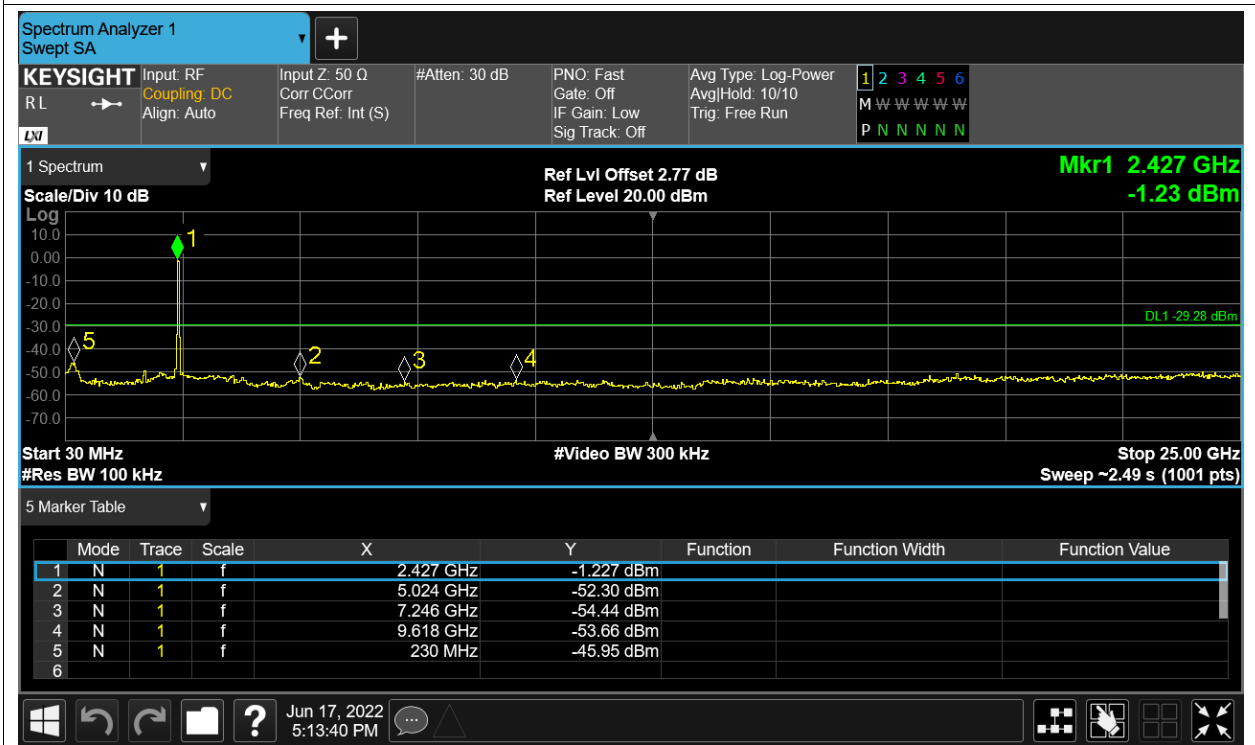 Spectrum Analyzer 1
Swept SA
+
KEYSIGHT Input: RF Input Z: 50 Ω #Atten: 30 dB PNO: Fast Avg Type: Log-Power 1 2 3 4 5 6
RL Coupling: DC Corr CCorr Gate: Off Avg|Hold: 10/10 M W W W W W
Align: Auto Freq Ref: Int (S) IF Gain: Low Trig: Free Run
LXI Sig Track: Off P N N N N N
1 Spectrum Ref Lvl Offset 2.77 dB Mkr1 2.427 GHz
Scale/Div 10 dB Ref Level 20.00 dBm -1.23 dBm
Log
10.0 1
0.00
-10.0
-20.0
DL1 -29.28 dBm
-30.0
-40.0 5 2 3 4
-50.0
-60.0
-70.0
Start 30 MHz #Video BW 300 kHz Stop 25.00 GHz
#Res BW 100 kHz Sweep ~2.49 s (1001 pts)
5 Marker Table
Mode Trace Scale X Y Function Function Width Function Value
1 N 1 f 2.427 GHz -1.227 dBm
2 N 1 f 5.024 GHz -52.30 dBm
3 N 1 f 7.246 GHz -54.44 dBm
4 N 1 f 9.618 GHz -53.66 dBm
5 N 1 f 230 MHz -45.95 dBm
6
? Jun 17, 2022
5:13:40 PM